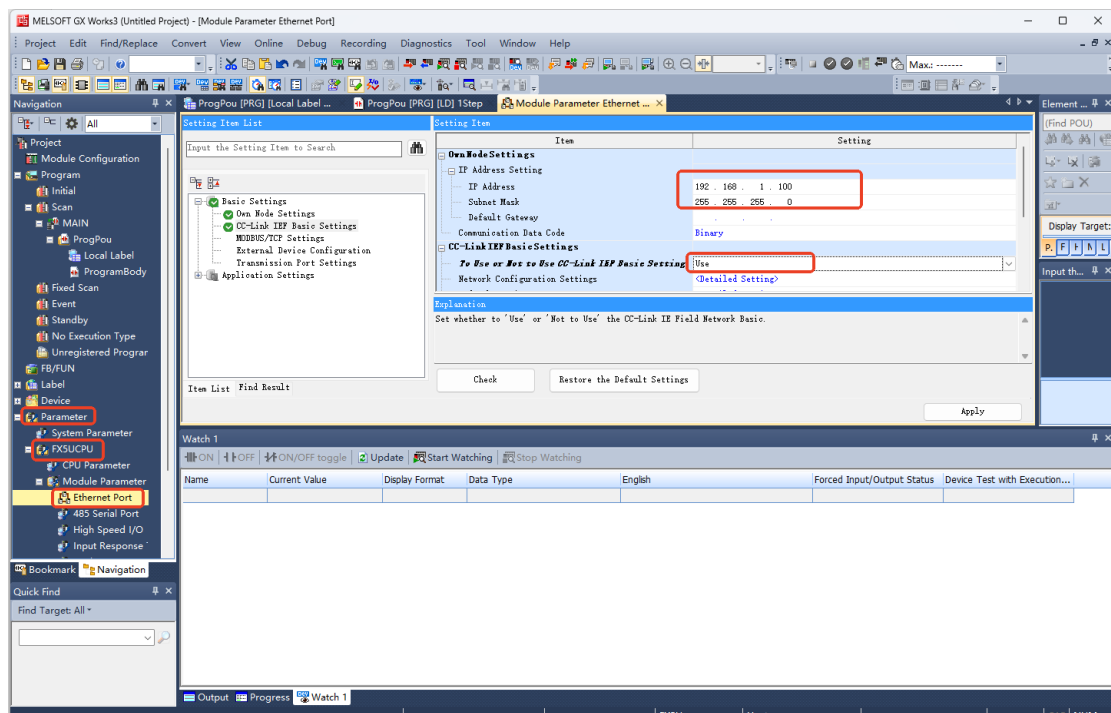 MELSOFT GX Works3 (Untitled Project) - [Module Parameter Ethernet Port]
Project Edit Find/Replace Convert View Online Debug Recording Diagnostics Tool Window Help
Max.: -------
Navigation
All
Project
Module Configuration
Program
Initial
Scan
MAIN
ProgPou
Local Label
ProgramBody
Fixed Scan
Event
Standby
No Execution Type
Unregistered Prograr
FB/FUN
Label
Device
Parameter
System Parameter
FX5UCPU
CPU Parameter
Module Parameter
Ethernet Port
485 Serial Port
High Speed I/O
Input Response
Bookmark Navigation
Quick Find
Find Target: All
ProgPou [PRG] [Local Label ... ProgPou [PRG] [LD] 1Step Module Parameter Ethernet ...
Setting Item List
Input the Setting Item to Search
Basic Settings
Own Node Settings
CC-Link IEF Basic Settings
MODBUS/TCP Settings
External Device Configuration
Transmission Port Settings
Application Settings
Item List Find Result
Setting Item
Item Setting
Own Node Settings
IP Address Setting
IP Address 192 . 168 . 1 . 100
Subnet Mask 255 . 255 . 255 . 0
Default Gateway . . .
Communication Data Code Binary
CC-Link IEF Basic Settings
To Use or Not to Use CC-Link IEF Basic Setting Use
Network Configuration Settings <Detailed Setting>
Explanation
Set whether to 'Use' or 'Not to Use' the CC-Link IE Field Network Basic.
Check Restore the Default Settings
Apply
Element ...
(Find POU)
Display Target:
P. F F N L
Input th...
Watch 1
ON OFF ON/OFF toggle Update Start Watching Stop Watching
Name Current Value Display Format Data Type English Forced Input/Output Status Device Test with Execution...
Output Progress Watch 1